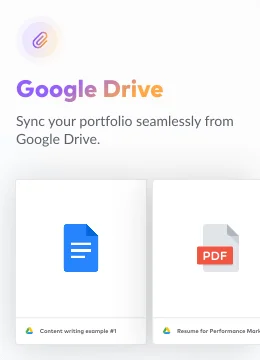 Google Drive
Sync your portfolio seamlessly from
Google Drive.
PDF
Content writing example #1
Resume for Performance Mark